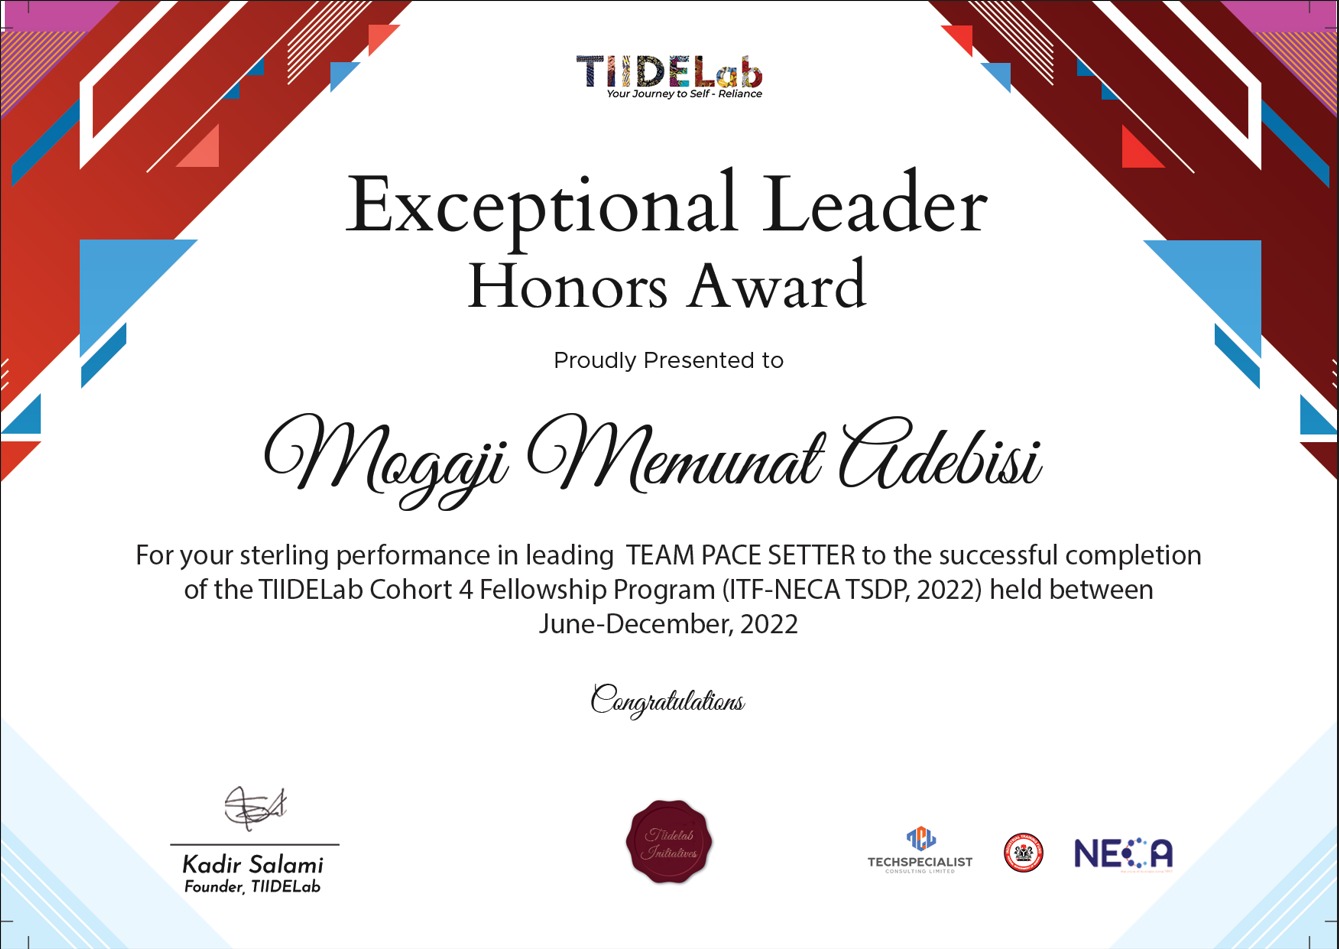 TIIDELab
Your Journey to Self - Reliance
Exceptional Leader
Honors Award
Proudly Presented to
Mogaji Memunat Adebisi
For your sterling performance in leading TEAM PACE SETTER to the successful completion
of the TIIDELab Cohort 4 Fellowship Program (ITF-NECA TSDP, 2022) held between
June-December, 2022
Congratulations
Kadir Salami
Founder, TIIDELab
Tiidelab
Initiatives
TCL
TECHSPECIALIST
CONSULTING LIMITED
NECA